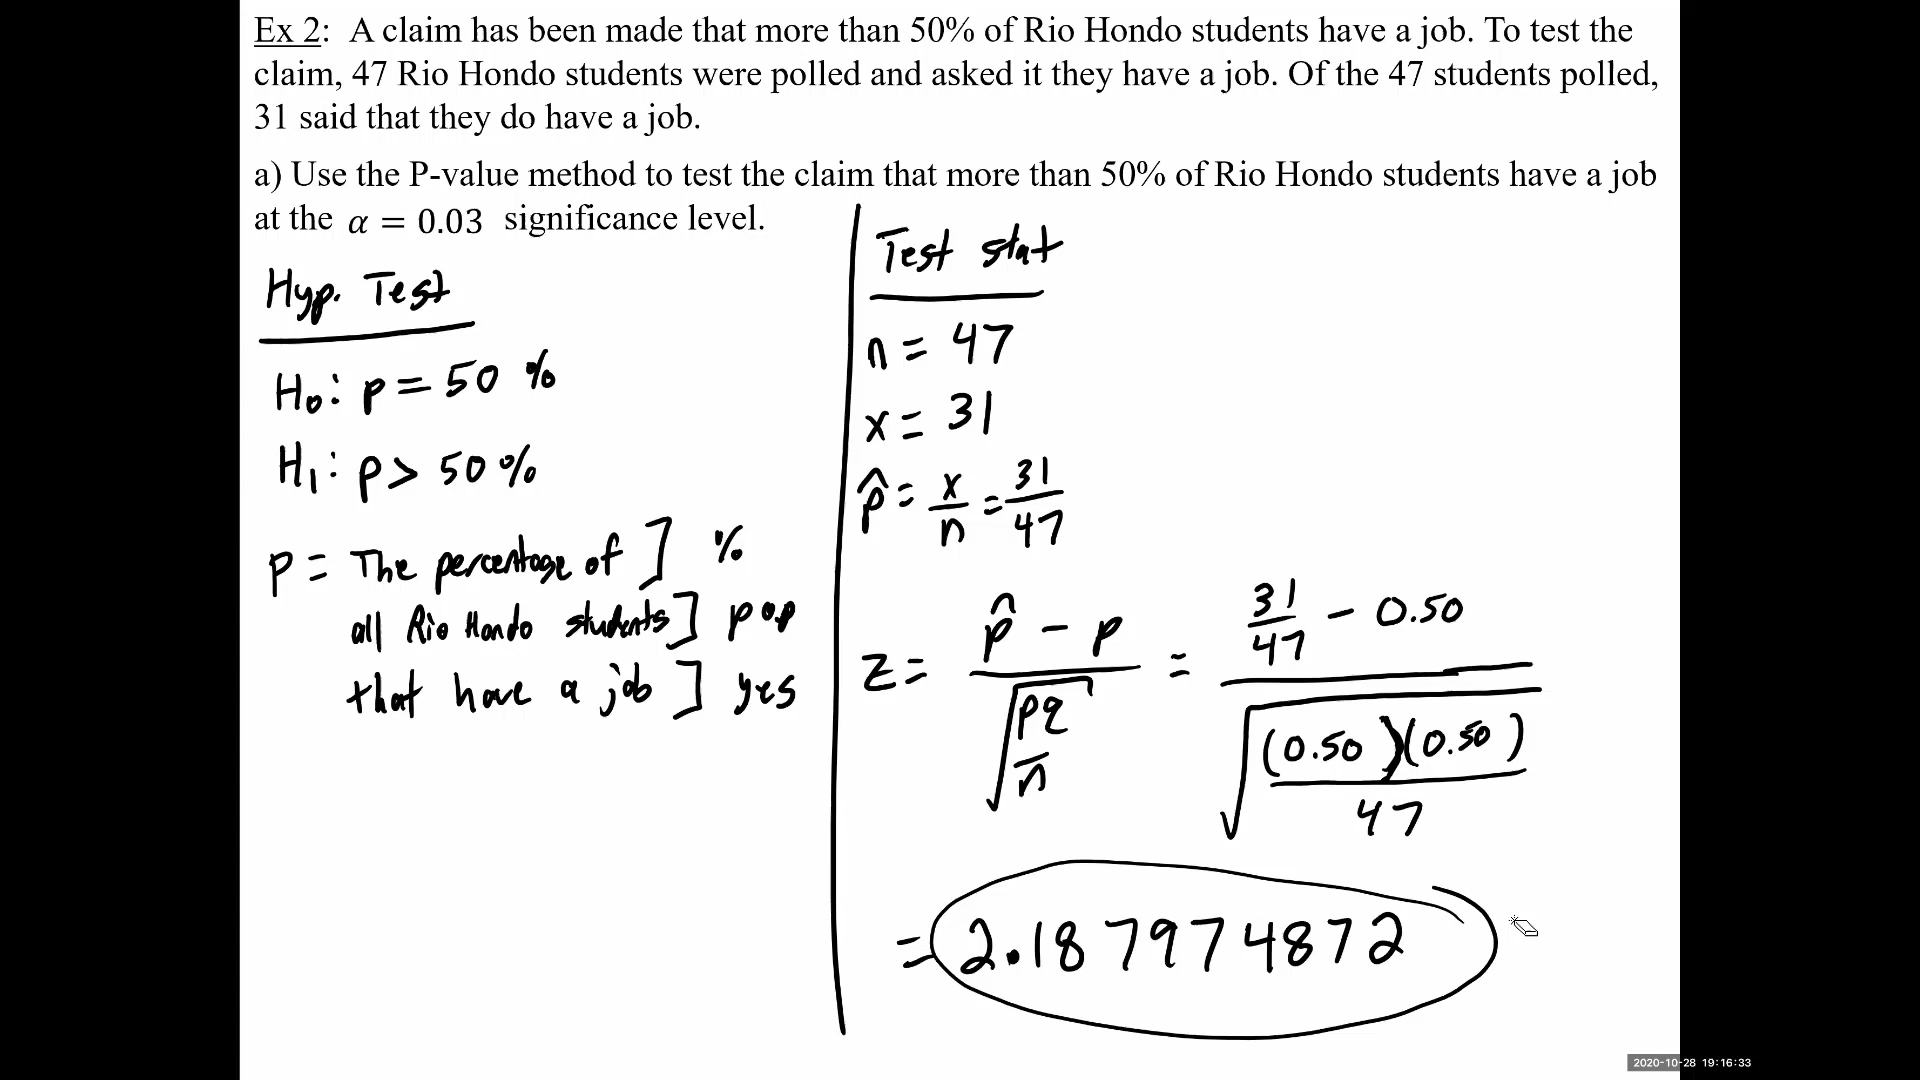 Ex 2: A claim has been made that more than 50% of Rio Hondo students have a job. To test the
claim, 47 Rio Hondo students were polled and asked it they have a job. Of the 47 students polled,
31 said that they do have a job.
a) Use the P-value method to test the claim that more than 50% of Rio Hondo students have a job
at the α = 0.03 significance level.
Hyp. Test
H₀: p = 50 %
H₁: p > 50 %
p = The percentage of ] %
all Rio Hondo students ] pop
that have a job ] yes
Test stat
n = 47
x = 31
p̂ = x/n = 31/47
z = (p̂ - p)/√(pq/n) = (31/47 - 0.50)/√((0.50)(0.50)/47)
= 2.187974872
2020-10-28 19:16:33